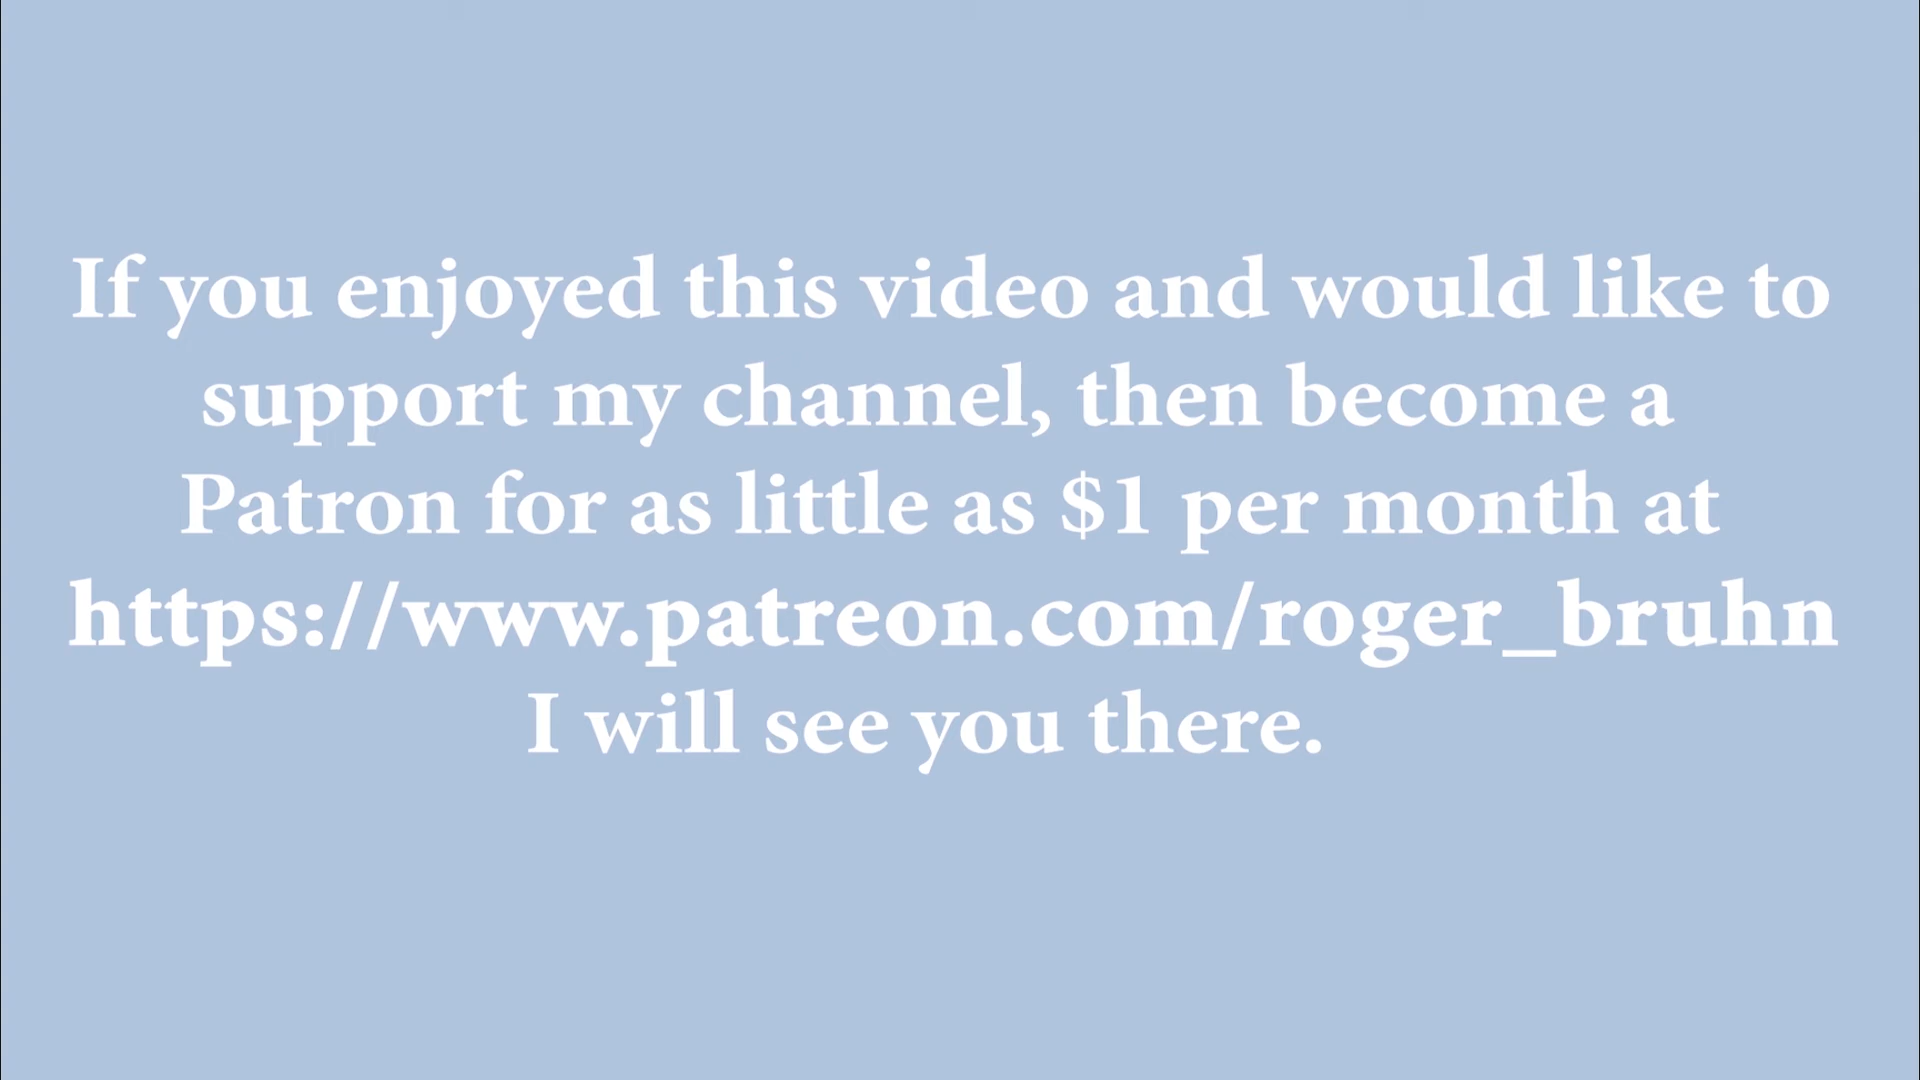 If you enjoyed this video and would like to
support my channel, then become a
Patron for as little as $1 per month at
https://www.patreon.com/roger_bruhn
I will see you there.